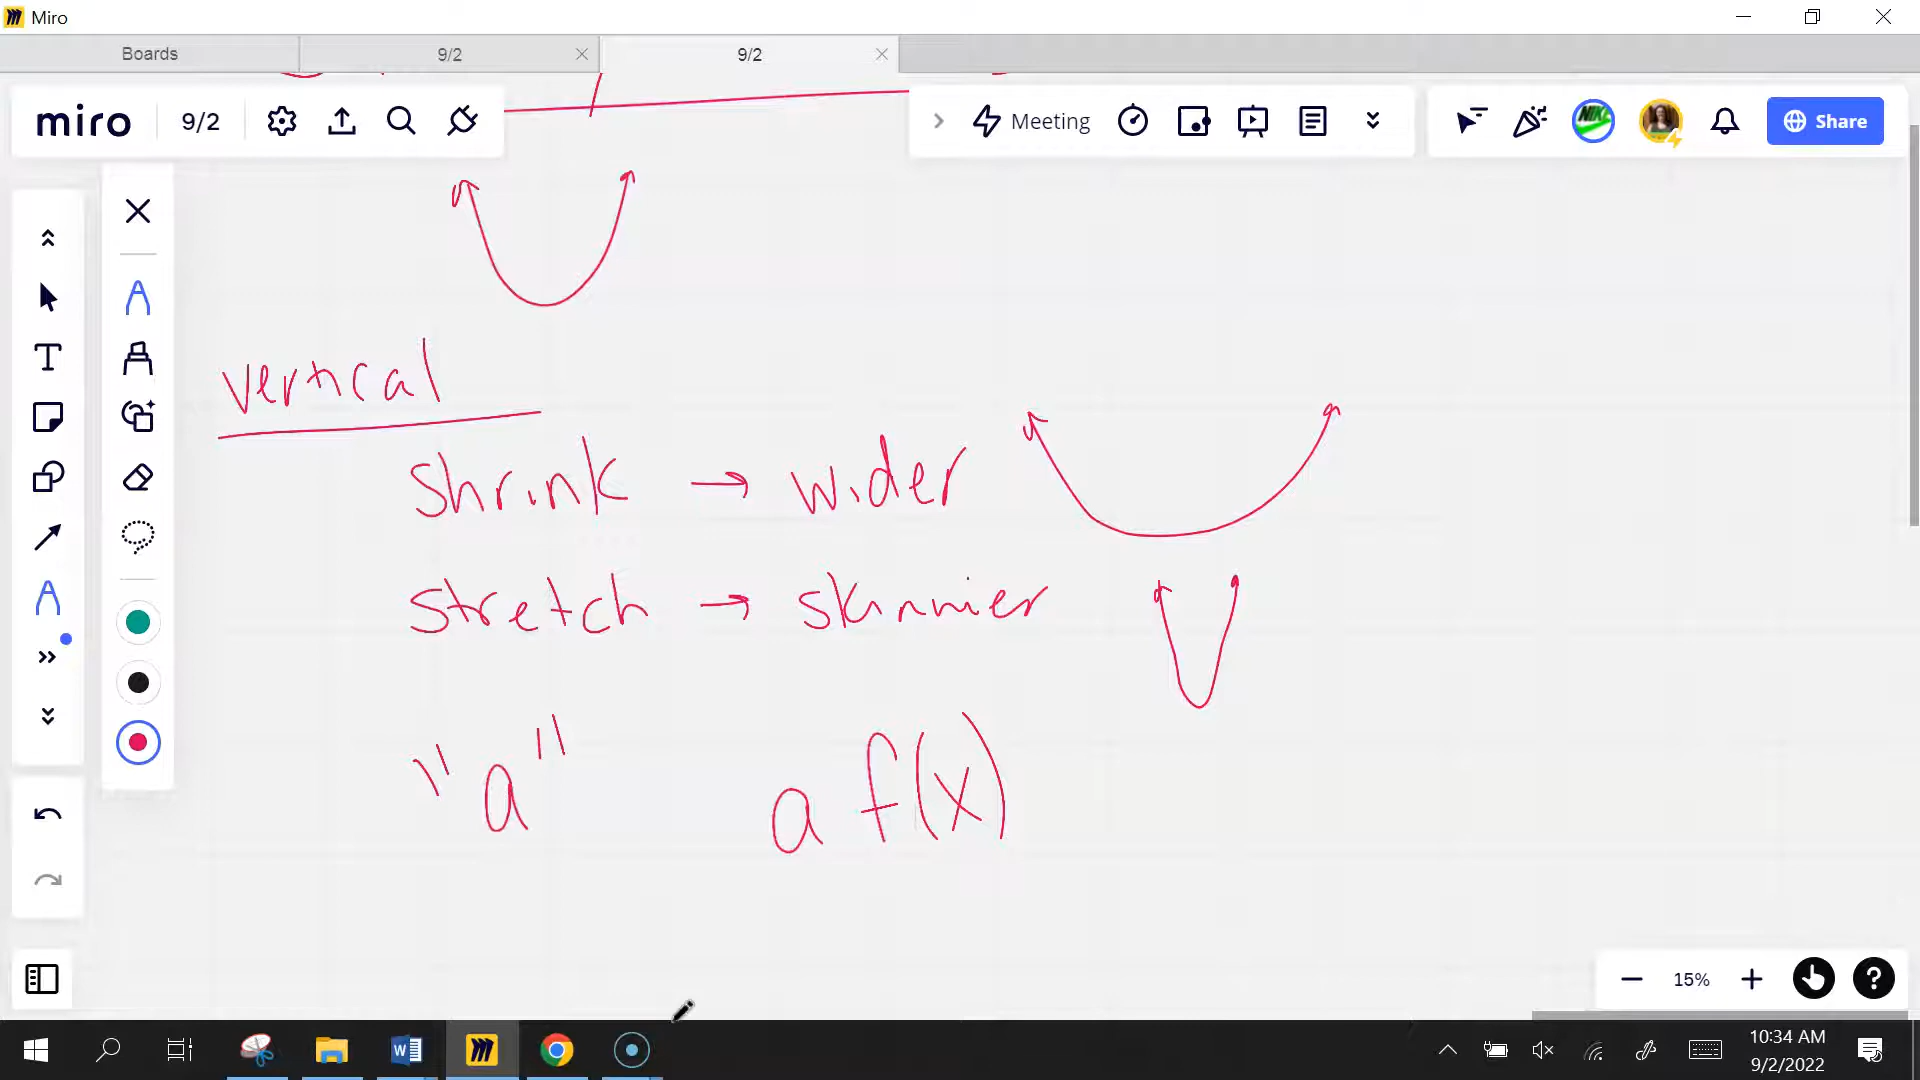 Miro
Boards 9/2 9/2
miro 9/2 Meeting Share
vertical
shrink → wider
stretch → skinnier
"a" a f(x)
15%
10:34 AM
9/2/2022